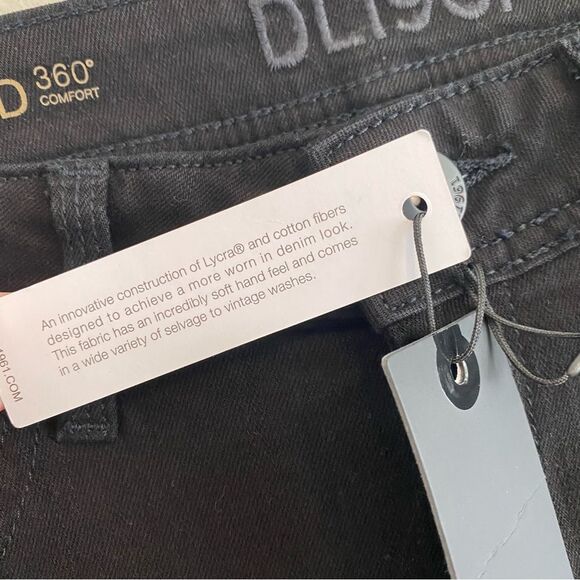 DL1961
D 360°
COMFORT
1961
An innovative construction of Lycra® and cotton fibers
designed to achieve a more worn in denim look.
This fabric has an incredibly soft hand feel and comes
in a wide variety of selvage to vintage washes.
1961.COM